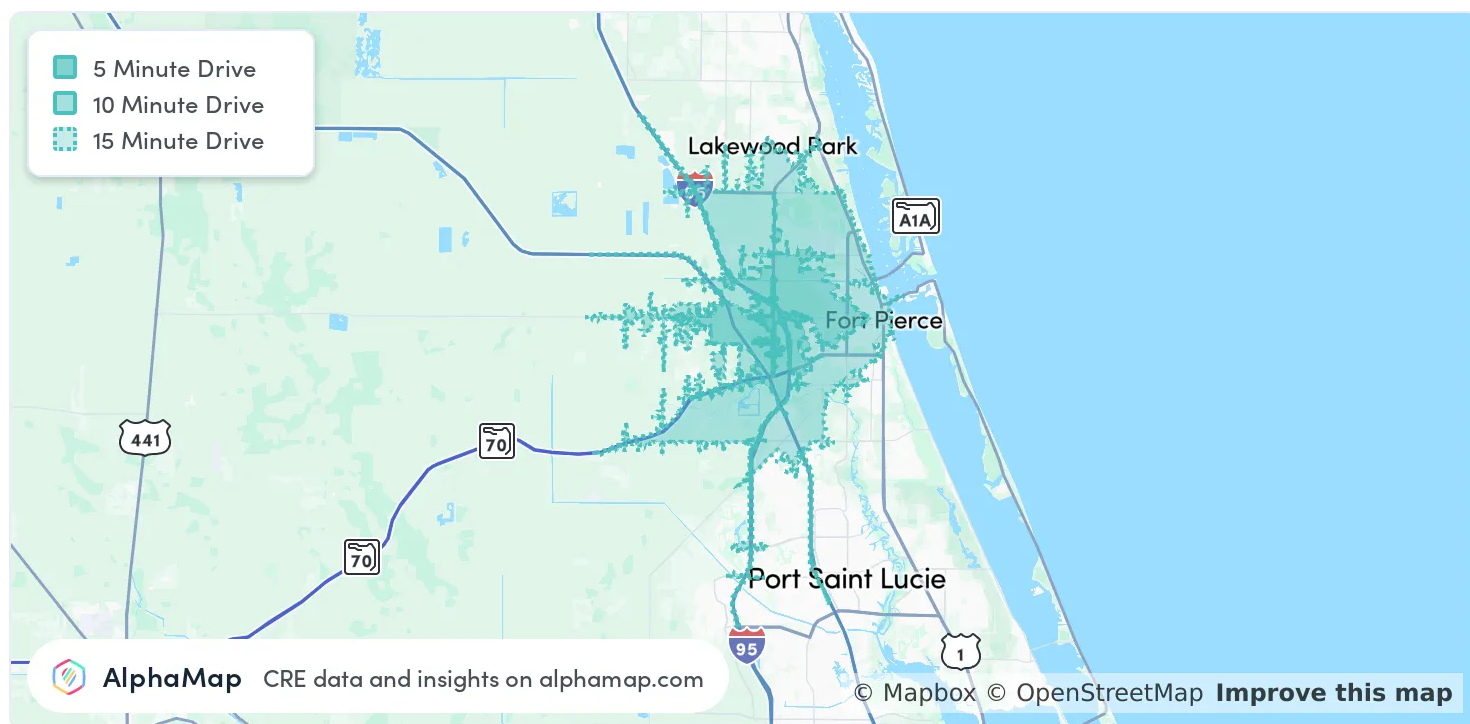 5 Minute Drive
10 Minute Drive
15 Minute Drive
Lakewood Park
95
A1A
Fort Pierce
441
70
70
Port Saint Lucie
95
1
AlphaMap CRE data and insights on alphamap.com
© Mapbox © OpenStreetMap Improve this map